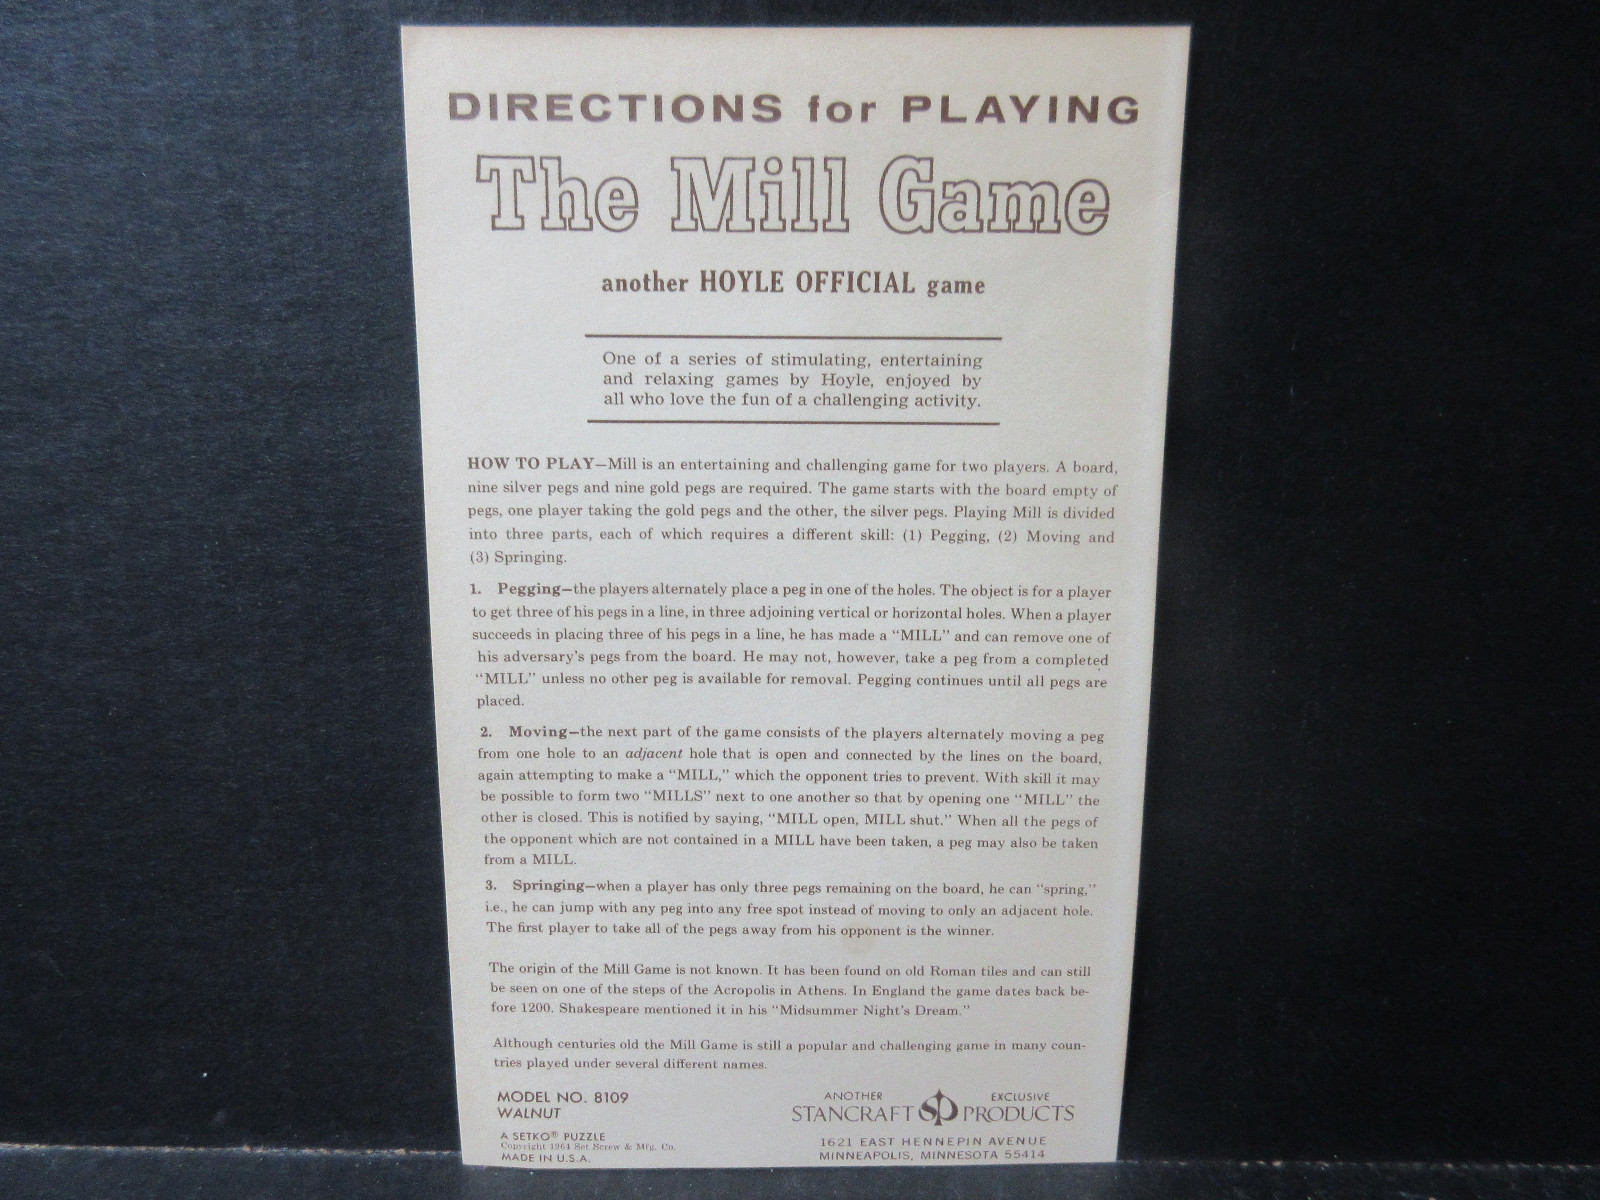 DIRECTIONS for PLAYING
The Mill Game
another HOYLE OFFICIAL game
One of a series of stimulating, entertaining
and relaxing games by Hoyle, enjoyed by
all who love the fun of a challenging activity.
HOW TO PLAY—Mill is an entertaining and challenging game for two players. A board,
nine silver pegs and nine gold pegs are required. The game starts with the board empty of
pegs, one player taking the gold pegs and the other, the silver pegs. Playing Mill is divided
into three parts, each of which requires a different skill: (1) Pegging, (2) Moving and
(3) Springing.
1. Pegging—the players alternately place a peg in one of the holes. The object is for a player
to get three of his pegs in a line, in three adjoining vertical or horizontal holes. When a player
succeeds in placing three of his pegs in a line, he has made a "MILL" and can remove one of
his adversary's pegs from the board. He may not, however, take a peg from a completed
"MILL" unless no other peg is available for removal. Pegging continues until all pegs are
placed.
2. Moving—the next part of the game consists of the players alternately moving a peg
from one hole to an adjacent hole that is open and connected by the lines on the board,
again attempting to make a "MILL," which the opponent tries to prevent. With skill it may
be possible to form two "MILLS" next to one another so that by opening one "MILL" the
other is closed. This is notified by saying, "MILL open, MILL shut." When all the pegs of
the opponent which are not contained in a MILL have been taken, a peg may also be taken
from a MILL.
3. Springing—when a player has only three pegs remaining on the board, he can "spring,"
i.e., he can jump with any peg into any free spot instead of moving to only an adjacent hole.
The first player to take all of the pegs away from his opponent is the winner.
The origin of the Mill Game is not known. It has been found on old Roman tiles and can still
be seen on one of the steps of the Acropolis in Athens. In England the game dates back be-
fore 1200. Shakespeare mentioned it in his "Midsummer Night's Dream."
Although centuries old the Mill Game is still a popular and challenging game in many coun-
tries played under several different names.
MODEL NO. 8109
WALNUT
A SETKO® PUZZLE
Copyright 1964 Set Screw & Mfg. Co.
MADE IN U.S.A.
ANOTHER EXCLUSIVE
STANCRAFT SP PRODUCTS
1621 EAST HENNEPIN AVENUE
MINNEAPOLIS, MINNESOTA 55414